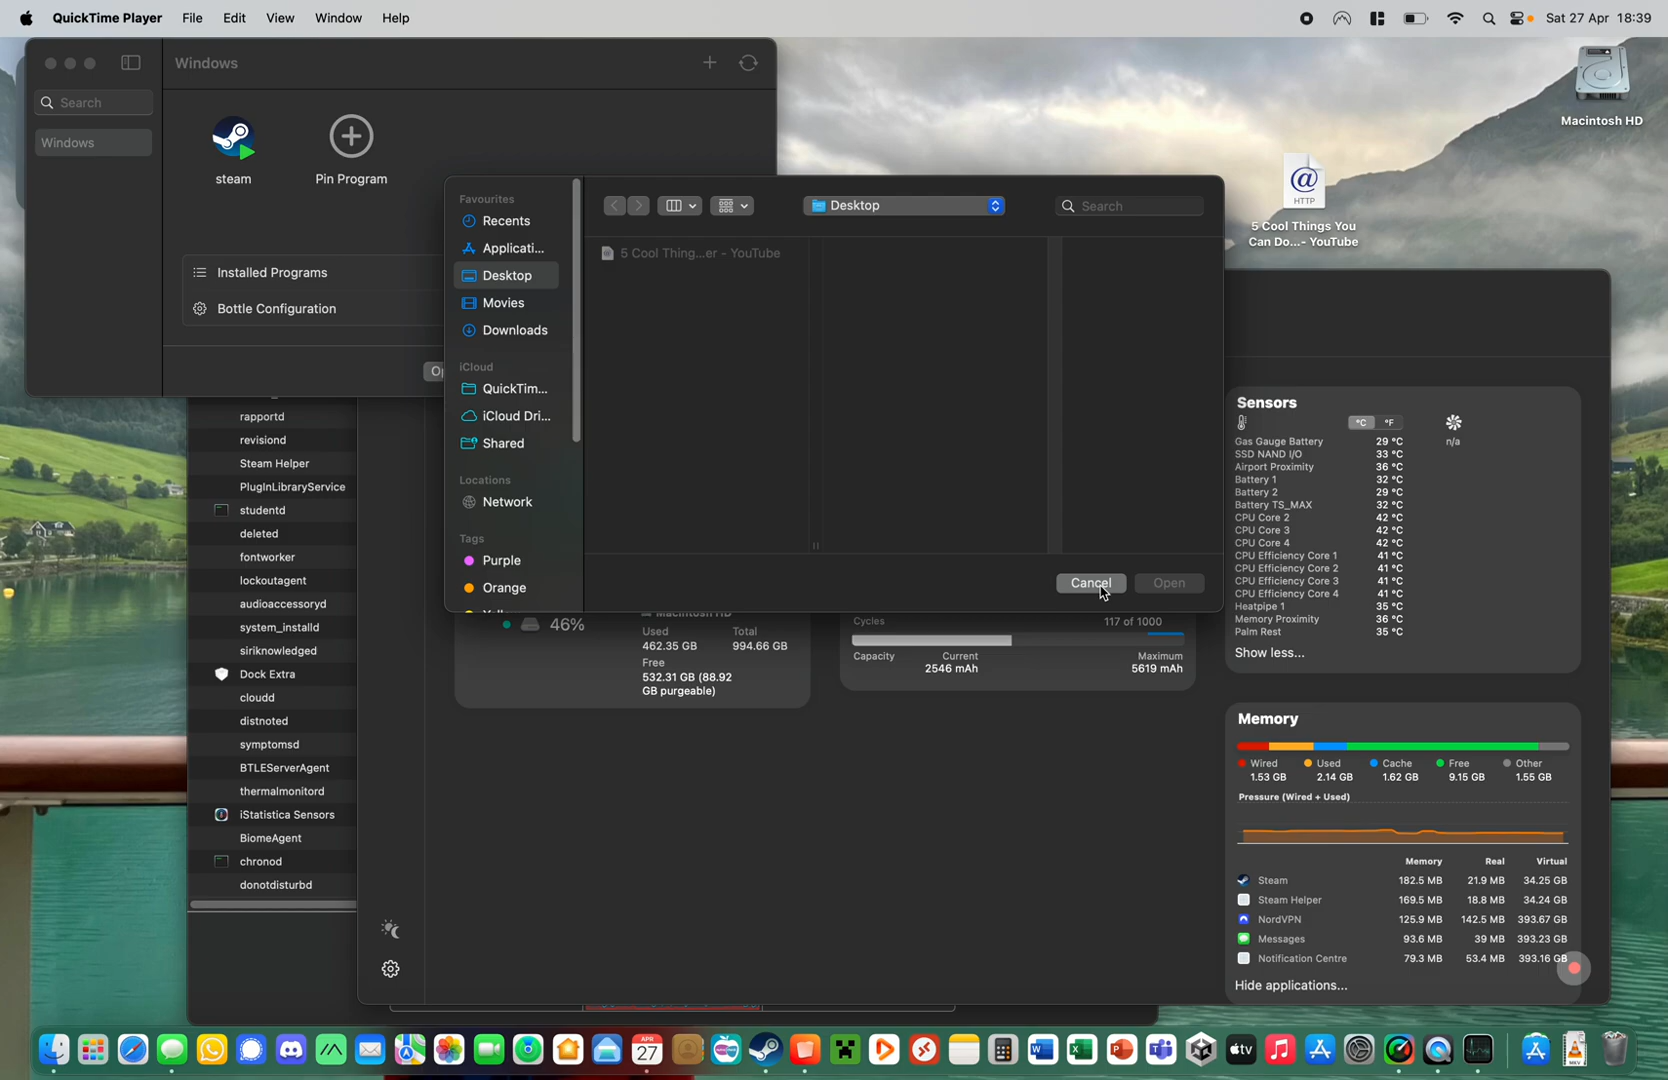 QuickTime Player File Edit View Window Help Sat 27 Apr 18:39
Windows
Search
Windows
steam
Pin Program
Installed Programs
Bottle Configuration
Macintosh HD
HTTP
5 Cool Things You
Can Do...- YouTube
Favourites
Recents
Applicati...
Desktop
Movies
Downloads
iCloud
QuickTim...
iCloud Dri...
Shared
Locations
Network
Tags
Purple
Orange
Desktop
Search
5 Cool Thing...er - YouTube
Cancel
Open
rapportd
revisiond
Steam Helper
PlugInLibraryService
studentd
deleted
fontworker
lockoutagent
audioaccessoryd
system_installd
siriknowledged
Dock Extra
cloudd
distnoted
symptomsd
BTLEServerAgent
thermalmonitord
iStatistica Sensors
BiomeAgent
chronod
donotdisturbd
46%
Macintosh HD
Used Total
462.35 GB 994.66 GB
Free
532.31 GB (88.92
GB purgeable)
Cycles 117 of 1000
Capacity Current Maximum
2546 mAh 5619 mAh
Sensors
°C °F
n/a
Gas Gauge Battery 29 °C
SSD NAND I/O 33 °C
Airport Proximity 36 °C
Battery 1 32 °C
Battery 2 29 °C
Battery TS_MAX 32 °C
CPU Core 2 42 °C
CPU Core 3 42 °C
CPU Core 4 42 °C
CPU Efficiency Core 1 41 °C
CPU Efficiency Core 2 41 °C
CPU Efficiency Core 3 41 °C
CPU Efficiency Core 4 41 °C
Heatpipe 1 35 °C
Memory Proximity 36 °C
Palm Rest 35 °C
Show less...
Memory
Wired Used Cache Free Other
1.53 GB 2.14 GB 1.62 GB 9.15 GB 1.55 GB
Pressure (Wired + Used)
Memory Real Virtual
Steam 182.5 MB 21.9 MB 34.25 GB
Steam Helper 169.5 MB 18.8 MB 34.24 GB
NordVPN 125.9 MB 142.5 MB 393.67 GB
Messages 93.6 MB 39 MB 393.23 GB
Notification Centre 79.3 MB 53.4 MB 393.16 GB
Hide applications...
APR
27
tv